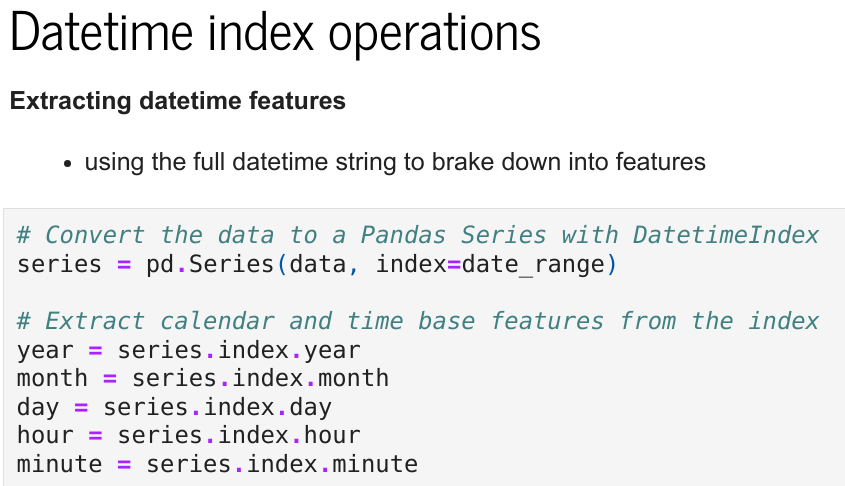 Datetime index operations
Extracting datetime features
• using the full datetime string to brake down into features
# Convert the data to a Pandas Series with DatetimeIndex
series = pd.Series(data, index=date_range)
# Extract calendar and time base features from the index
year = series.index.year
month = series.index.month
day = series.index.day
hour = series.index.hour
minute = series.index.minute